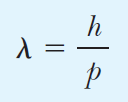 λ = h/p